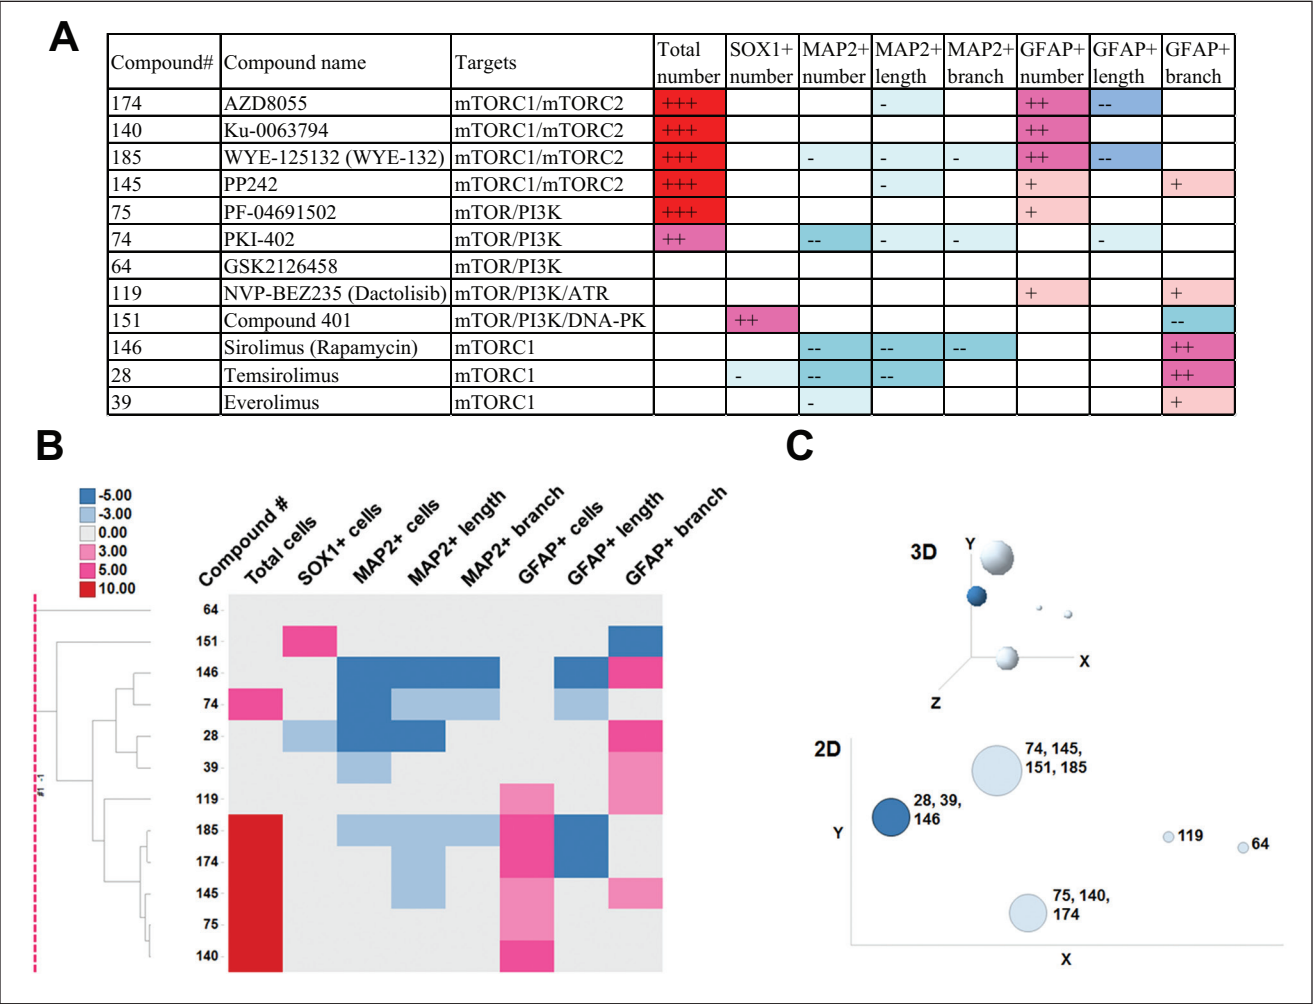 A
Compound# Compound name Targets Total number SOX1+ number MAP2+ number MAP2+ length MAP2+ branch GFAP+ number GFAP+ length GFAP+ branch
174 AZD8055 mTORC1/mTORC2 +++ - ++ --
140 Ku-0063794 mTORC1/mTORC2 +++ ++
185 WYE-125132 (WYE-132) mTORC1/mTORC2 +++ - - - ++ --
145 PP242 mTORC1/mTORC2 +++ - + +
75 PF-04691502 mTOR/PI3K +++ +
74 PKI-402 mTOR/PI3K ++ -- - - -
64 GSK2126458 mTOR/PI3K
119 NVP-BEZ235 (Dactolisib) mTOR/PI3K/ATR + +
151 Compound 401 mTOR/PI3K/DNA-PK ++ --
146 Sirolimus (Rapamycin) mTORC1 -- -- -- ++
28 Temsirolimus mTORC1 - -- -- ++
39 Everolimus mTORC1 - +
B
-5.00
-3.00
0.00
3.00
5.00
10.00
Compound #
Total cells
SOX1+ cells
MAP2+ cells
MAP2+ length
MAP2+ branch
GFAP+ cells
GFAP+ length
GFAP+ branch
64
151
146
74
28
39
119
185
174
145
75
140
#1 -1
C
3D
Y
X
Z
2D
74, 145,
151, 185
28, 39,
146
Y
119
64
75, 140,
174
X